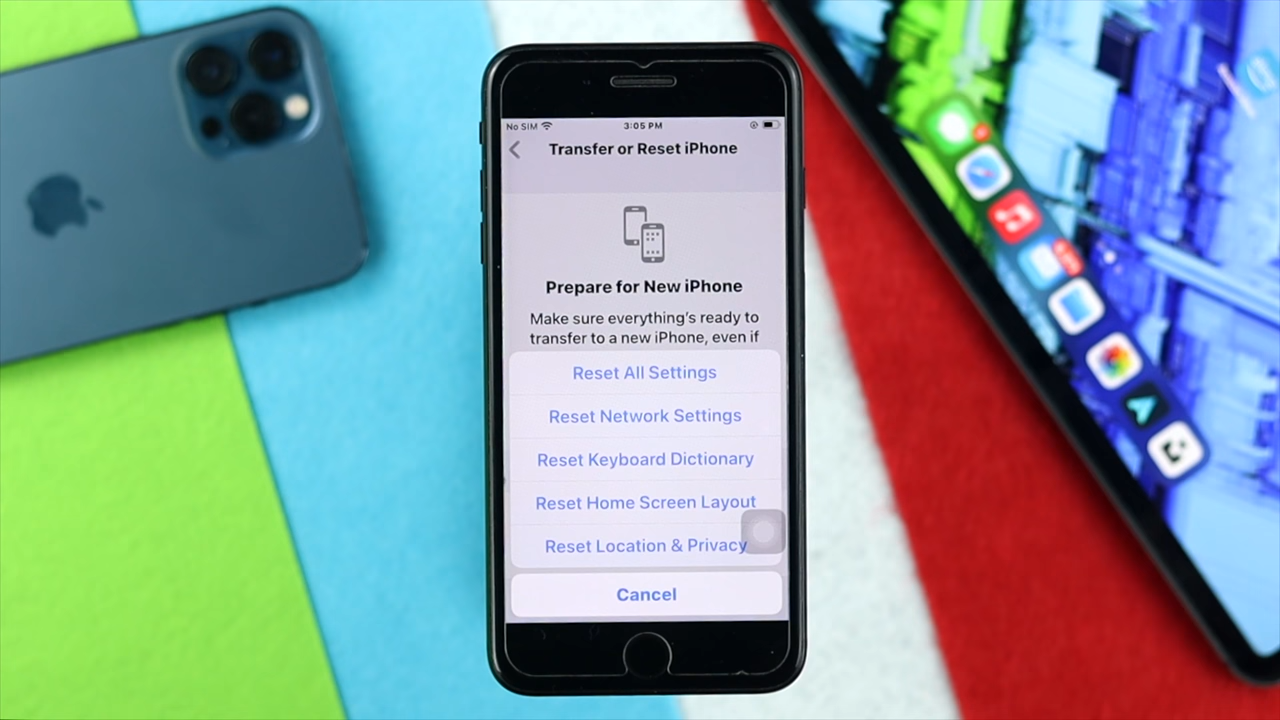 No SIM
3:05 PM
Transfer or Reset iPhone
Prepare for New iPhone
Make sure everything's ready to
transfer to a new iPhone, even if
Reset All Settings
Reset Network Settings
Reset Keyboard Dictionary
Reset Home Screen Layout
Reset Location & Privacy
Cancel